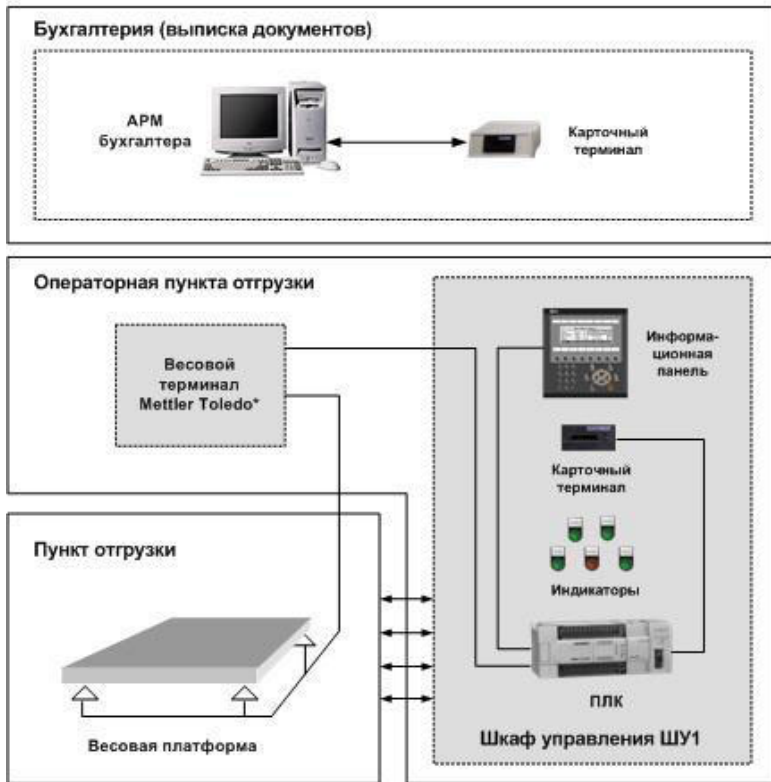 Бухгалтерия (выписка документов)
АРМ
бухгалтера
Карточный
терминал
Операторная пункта отгрузки
Весовой
терминал
Mettler Toledo*
Информа-
ционная
панель
Карточный
терминал
Индикаторы
ПЛК
Шкаф управления ШУ1
Пункт отгрузки
Весовая платформа